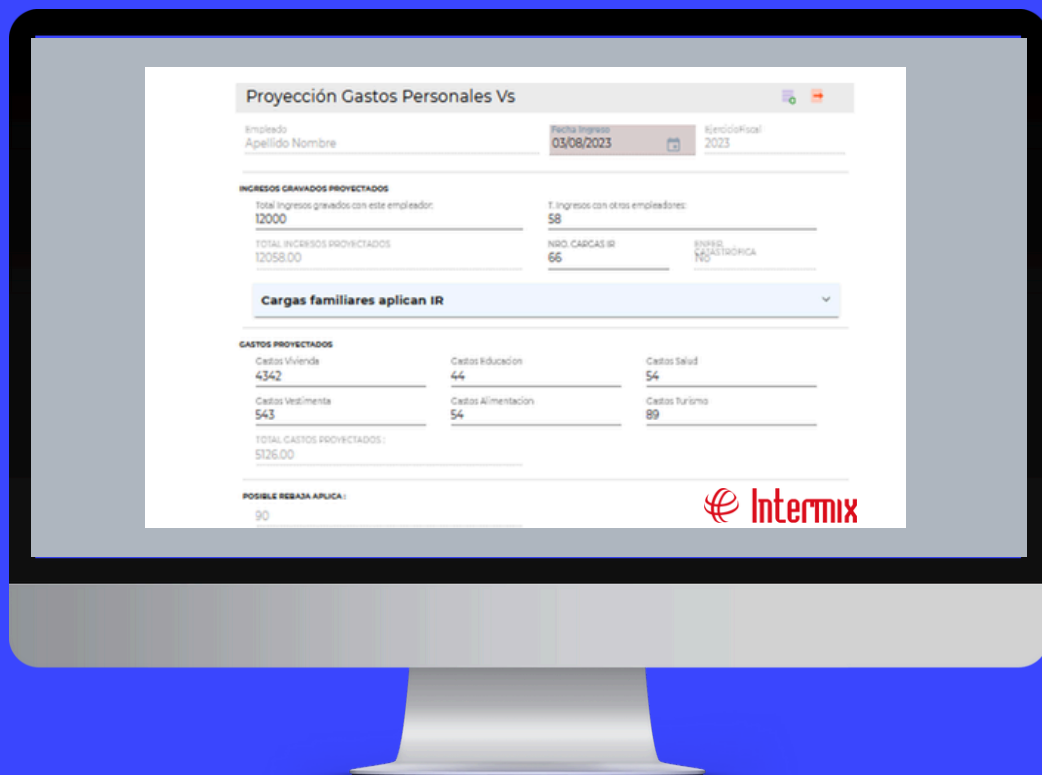 Proyección Gastos Personales Vs
Empleado Fecha Ingreso EjercicioFiscal
Apellido Nombre 03/08/2023 2023
INGRESOS GRAVADOS PROYECTADOS
Total Ingresos gravados con este empleador: T. Ingresos con otros empleadores:
12000 58
TOTAL INGRESOS PROYECTADOS NRO. CARGAS IR ENFER. CATASTRÓFICA
12058.00 66 No
Cargas familiares aplican IR
GASTOS PROYECTADOS
Gastos Vivienda Gastos Educacion Gastos Salud
4342 44 54
Gastos Vestimenta Gastos Alimentacion Gastos Turismo
543 54 89
TOTAL GASTOS PROYECTADOS :
5126.00
POSIBLE REBAJA APLICA :
90
Intermix